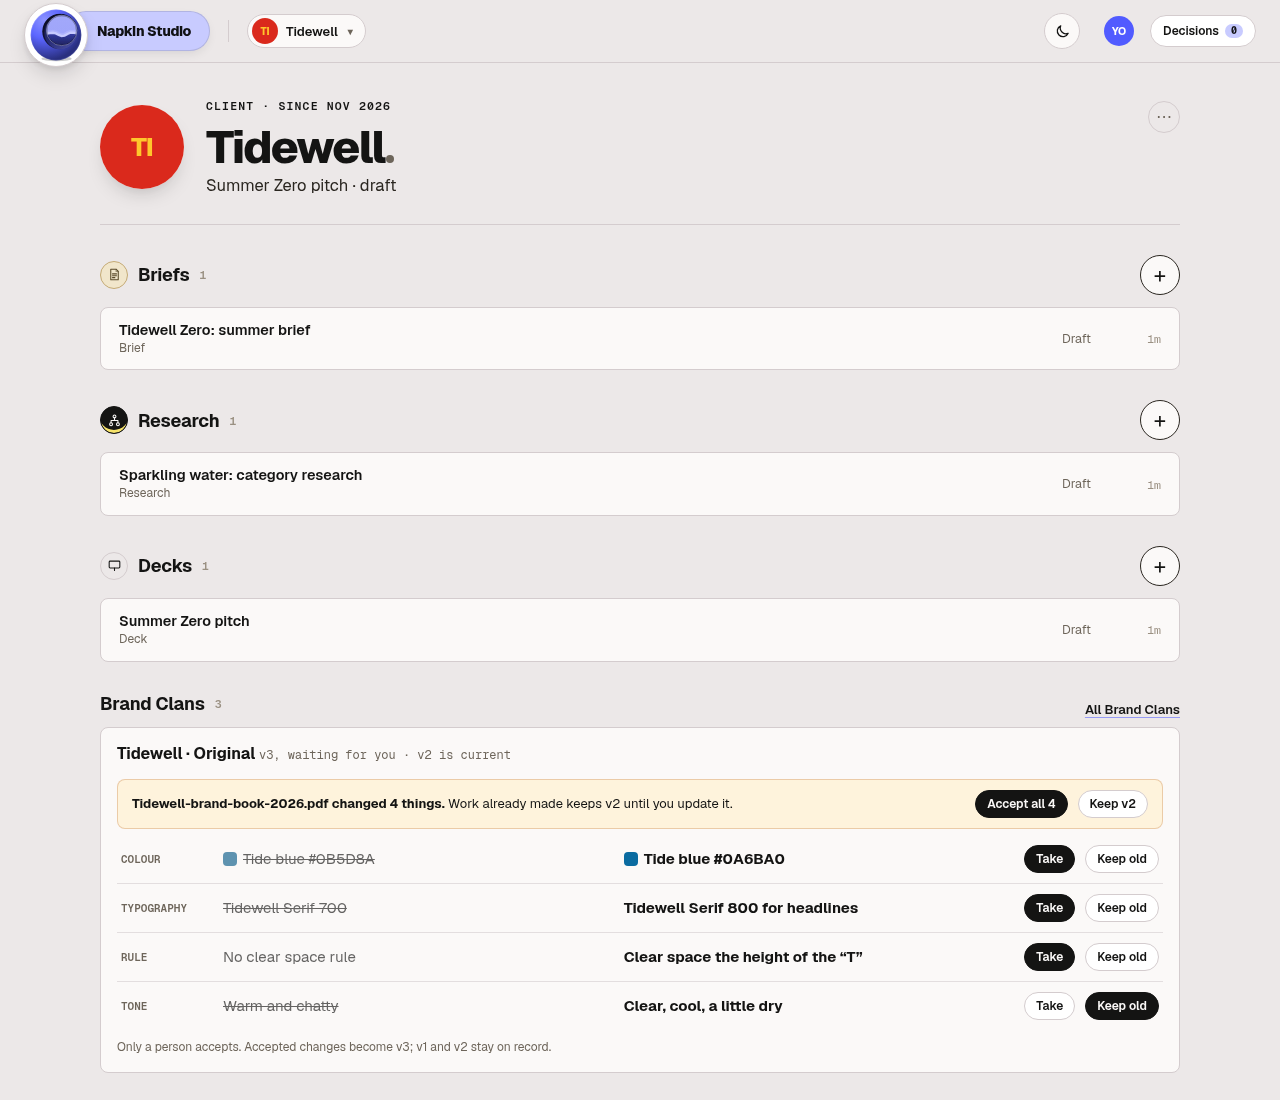 Napkin Studio
TI Tidewell ▾
YO
Decisions 0
TI
CLIENT · SINCE NOV 2026
Tidewell.
Summer Zero pitch · draft
···
Briefs 1
+
Tidewell Zero: summer brief
Brief
Draft
1m
Research 1
+
Sparkling water: category research
Research
Draft
1m
Decks 1
+
Summer Zero pitch
Deck
Draft
1m
Brand Clans 3
All Brand Clans
Tidewell · Original v3, waiting for you · v2 is current
Tidewell-brand-book-2026.pdf changed 4 things. Work already made keeps v2 until you update it.
Accept all 4
Keep v2
COLOUR Tide blue #0B5D8A Tide blue #0A6BA0 Take Keep old
TYPOGRAPHY Tidewell Serif 700 Tidewell Serif 800 for headlines Take Keep old
RULE No clear space rule Clear space the height of the “T” Take Keep old
TONE Warm and chatty Clear, cool, a little dry Take Keep old
Only a person accepts. Accepted changes become v3; v1 and v2 stay on record.